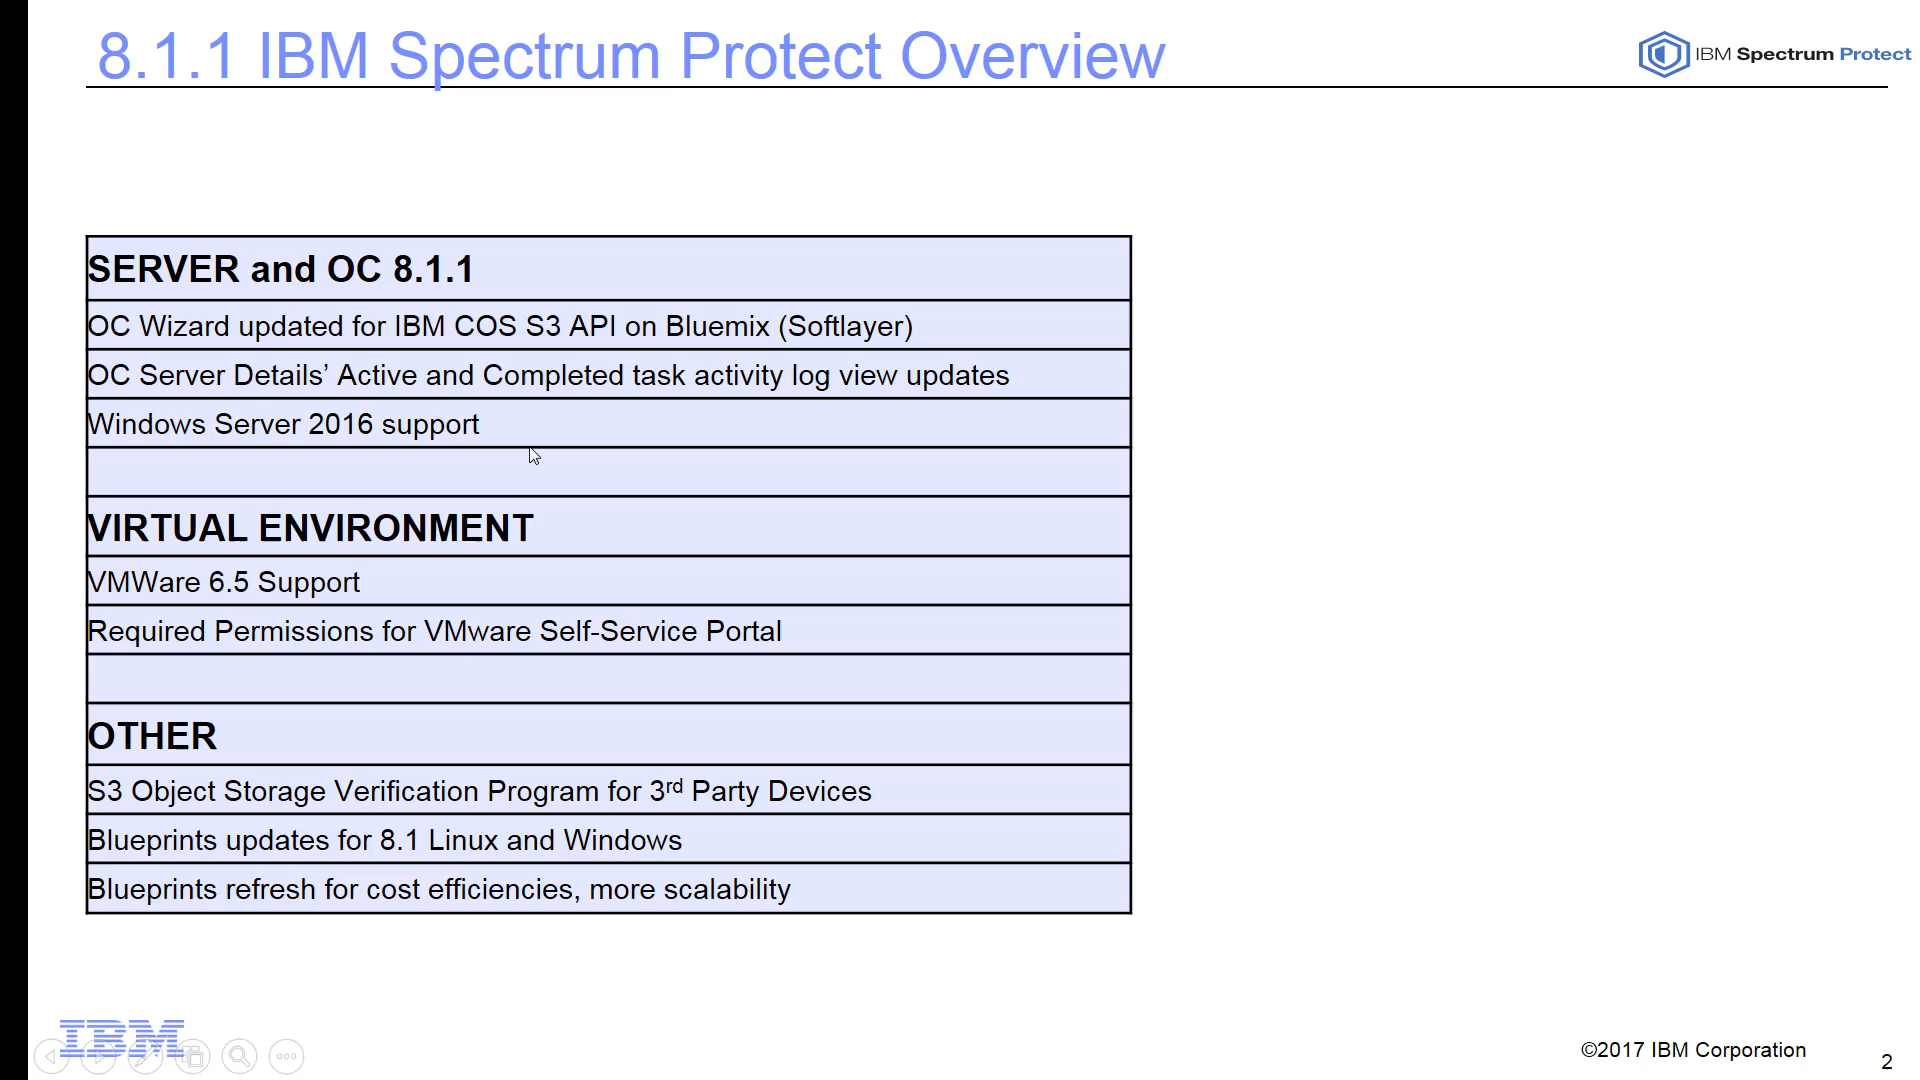 8.1.1 IBM Spectrum Protect Overview
IBM Spectrum Protect
SERVER and OC 8.1.1
OC Wizard updated for IBM COS S3 API on Bluemix (Softlayer)
OC Server Details’ Active and Completed task activity log view updates
Windows Server 2016 support
VIRTUAL ENVIRONMENT
VMWare 6.5 Support
Required Permissions for VMware Self-Service Portal
OTHER
S3 Object Storage Verification Program for 3rd Party Devices
Blueprints updates for 8.1 Linux and Windows
Blueprints refresh for cost efficiencies, more scalability
IBM
©2017 IBM Corporation
2